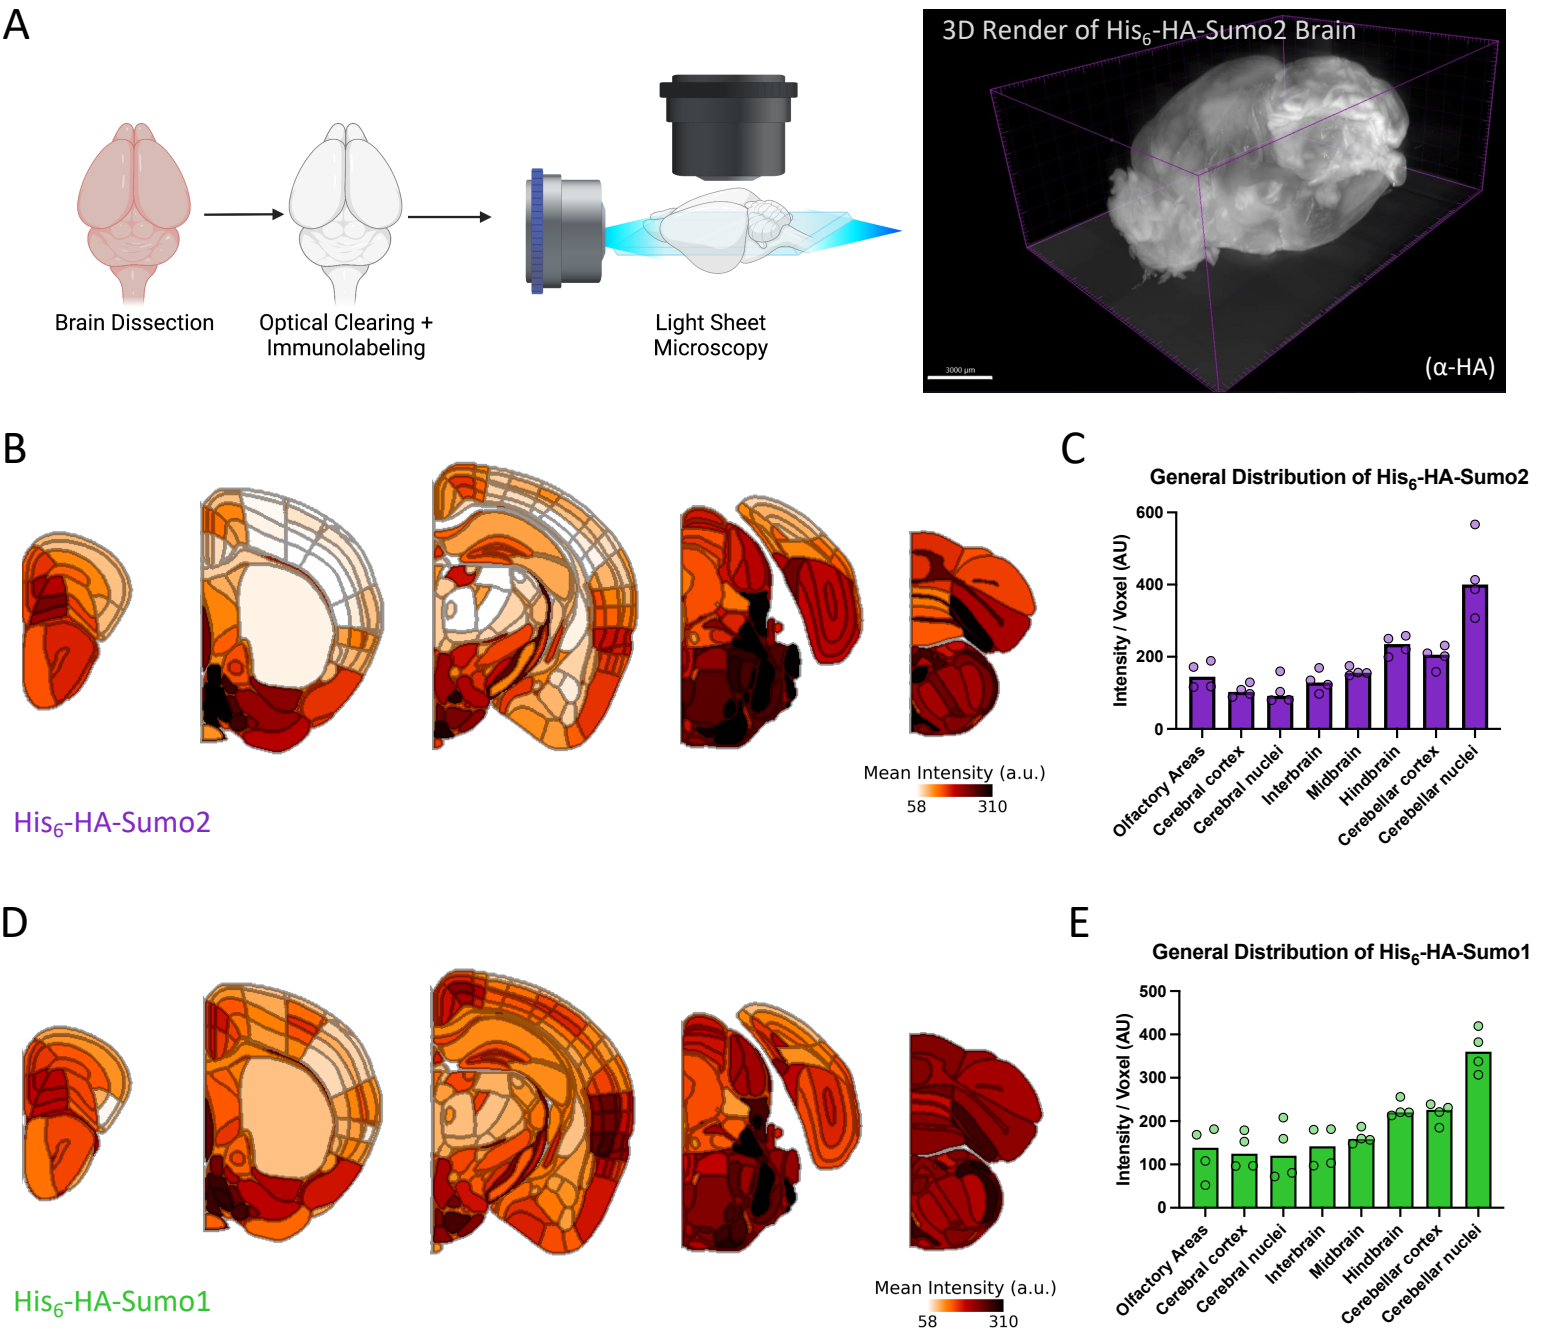 A
3D Render of His6-HA-Sumo2 Brain
Brain Dissection
Optical Clearing +
Immunolabeling
Light Sheet
Microscopy
3000 µm
(α-HA)
B
His6-HA-Sumo2
Mean Intensity (a.u.)
58 310
C
General Distribution of His6-HA-Sumo2
Intensity / Voxel (AU)
600
400
200
0
Olfactory Areas
Cerebral cortex
Cerebral nuclei
Interbrain
Midbrain
Hindbrain
Cerebellar cortex
Cerebellar nuclei
D
His6-HA-Sumo1
Mean Intensity (a.u.)
58 310
E
General Distribution of His6-HA-Sumo1
Intensity / Voxel (AU)
500
400
300
200
100
0
Olfactory Areas
Cerebral cortex
Cerebral nuclei
Interbrain
Midbrain
Hindbrain
Cerebellar cortex
Cerebellar nuclei